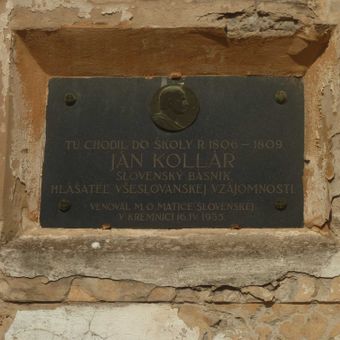 TU CHODIL DO ŠKOLY R. 1806 – 1809
JÁN KOLLÁR
SLOVENSKÝ BÁSNIK
HLÁSATEĽ VŠESLOVANSKEJ VZÁJOMNOSTI
VENOVAL M. O. MATICE SLOVENSKEJ
V KREMNICI 16. IV. 1935.